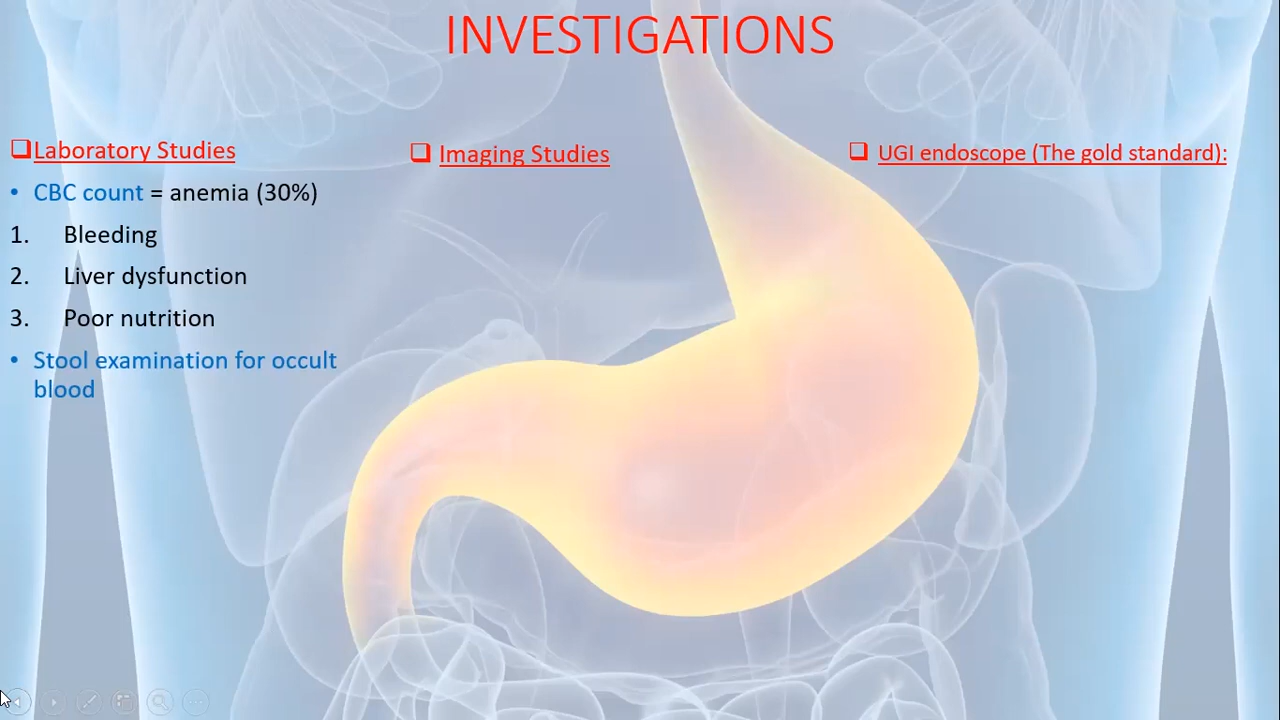 INVESTIGATIONS
❑Laboratory Studies
• CBC count = anemia (30%)
1. Bleeding
2. Liver dysfunction
3. Poor nutrition
• Stool examination for occult
blood
❑ Imaging Studies
❑ UGI endoscope (The gold standard):